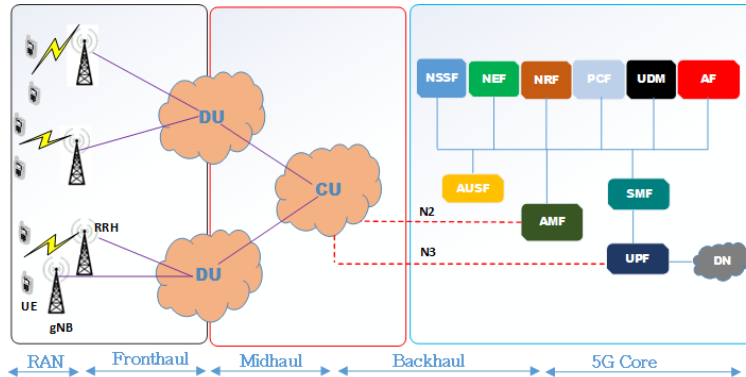 NSSF NEF NRF PCF UDM AF
DU
CU
AUSF
SMF
N2
AMF
RRH
N3
DU
UPF
DN
UE
gNB
RAN Fronthaul Midhaul Backhaul 5G Core